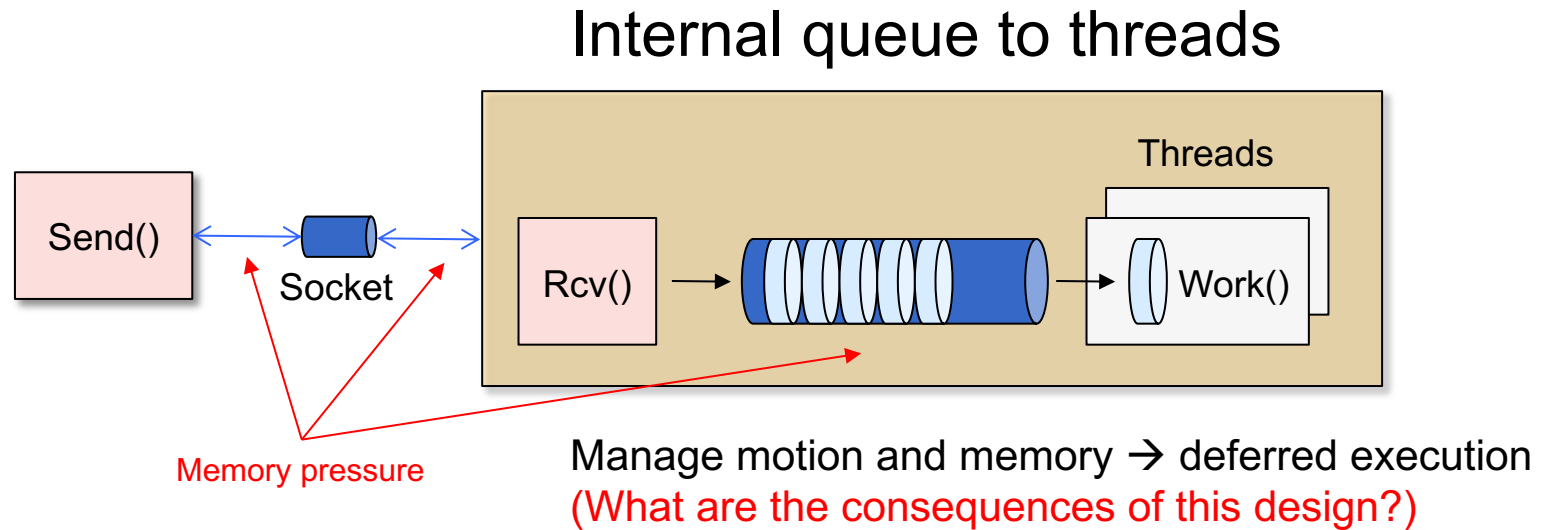 Internal queue to threads
Threads
Send()
Socket
Rcv()
Work()
Memory pressure
Manage motion and memory → deferred execution
(What are the consequences of this design?)